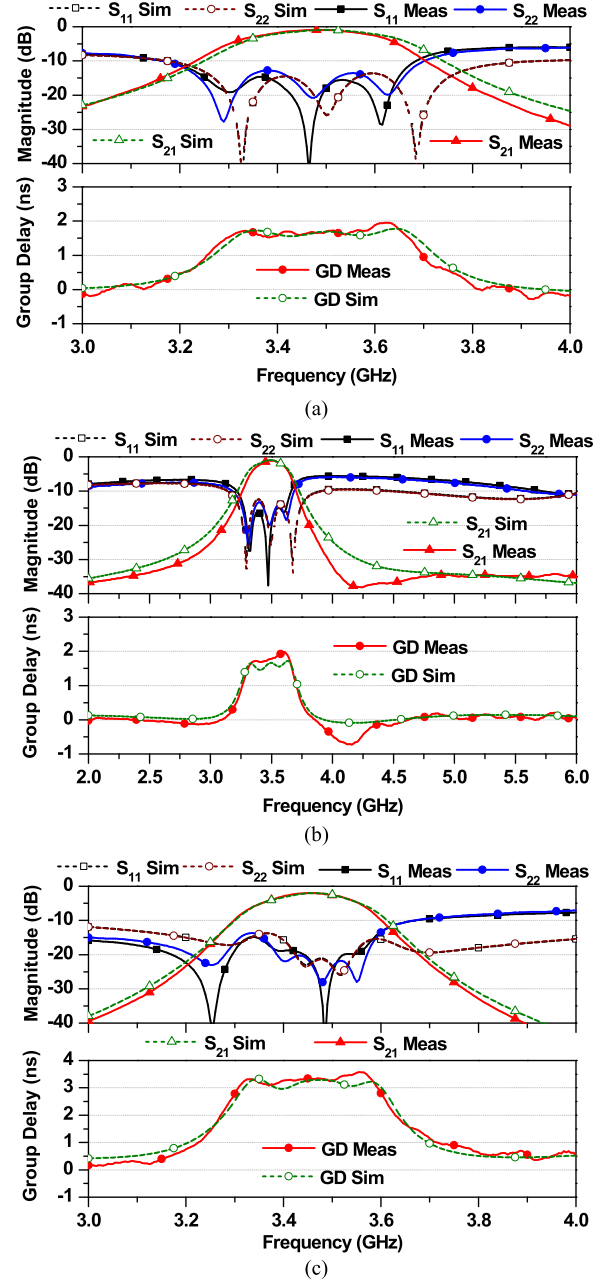 S11 Sim S22 Sim S11 Meas S22 Meas
0
-10
-20
-30
-40
Magnitude (dB)
S21 Sim S21 Meas
3
2
1
0
-1
Group Delay (ns)
GD Meas
GD Sim
3.0 3.2 3.4 3.6 3.8 4.0
Frequency (GHz)
(a)
S11 Sim S22 Sim S11 Meas S22 Meas
0
-10
-20
-30
-40
Magnitude (dB)
S21 Sim
S21 Meas
3
2
1
0
-1
Group Delay (ns)
GD Meas
GD Sim
2.0 2.5 3.0 3.5 4.0 4.5 5.0 5.5 6.0
Frequency (GHz)
(b)
S11 Sim S22 Sim S11 Meas S22 Meas
0
-10
-20
-30
-40
Magnitude (dB)
S21 Sim S21 Meas
4
3
2
1
0
-1
Group Delay (ns)
GD Meas
GD Sim
3.0 3.2 3.4 3.6 3.8 4.0
Frequency (GHz)
(c)